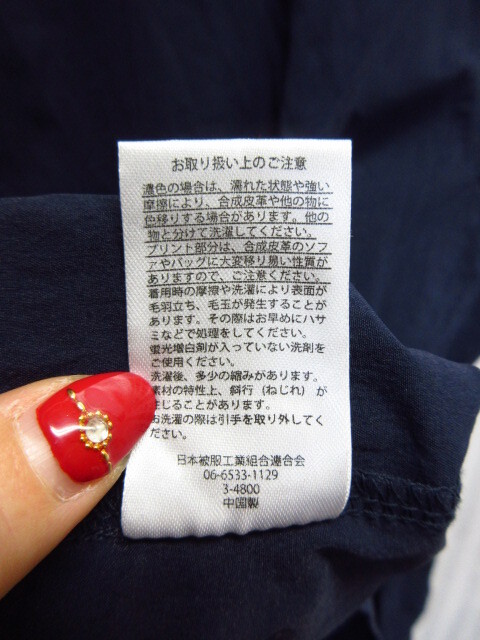 お取り扱い上のご注意
濃色の場合は、濡れた状態や強い
摩擦により、合成皮革や他の物に
色移りする場合があります。他の
物と分けて洗濯してください。
プリント部分は、合成皮革のソフ
ァやバッグに大変移り易い性質が
ありますので、ご注意ください。
着用時の摩擦や洗濯により表面が
毛羽立ち、毛玉が発生することが
あります。その際はお早めにハサ
ミなどで処理をしてください。
蛍光増白剤が入っていない洗剤を
ご使用ください。
洗濯後、多少の縮みがあります。
素材の特性上、斜行（ねじれ）が
生じることがあります。
お洗濯の際は引手を取り外してく
ださい。
日本被服工業組合連合会
06-6533-1129
3-4800
中国製